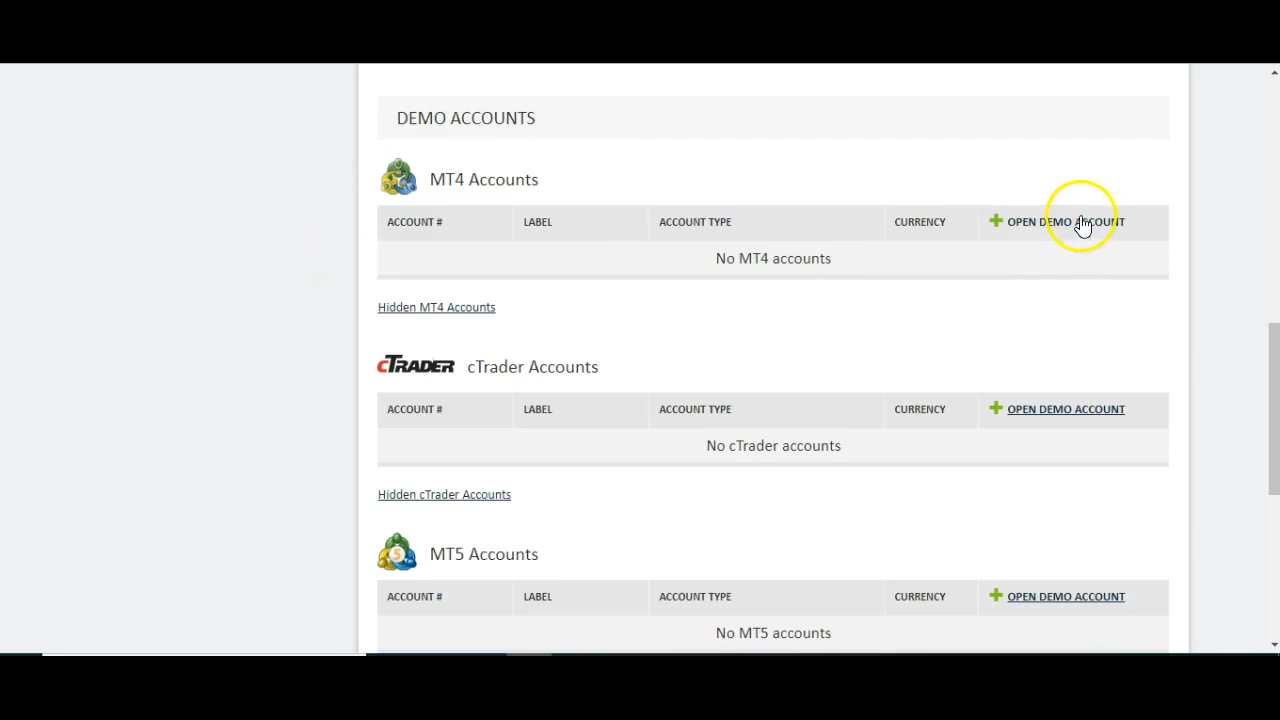 DEMO ACCOUNTS
MT4 Accounts
ACCOUNT # LABEL ACCOUNT TYPE CURRENCY OPEN DEMO ACCOUNT
No MT4 accounts
Hidden MT4 Accounts
cTRADER cTrader Accounts
ACCOUNT # LABEL ACCOUNT TYPE CURRENCY OPEN DEMO ACCOUNT
No cTrader accounts
Hidden cTrader Accounts
5 MT5 Accounts
ACCOUNT # LABEL ACCOUNT TYPE CURRENCY OPEN DEMO ACCOUNT
No MT5 accounts